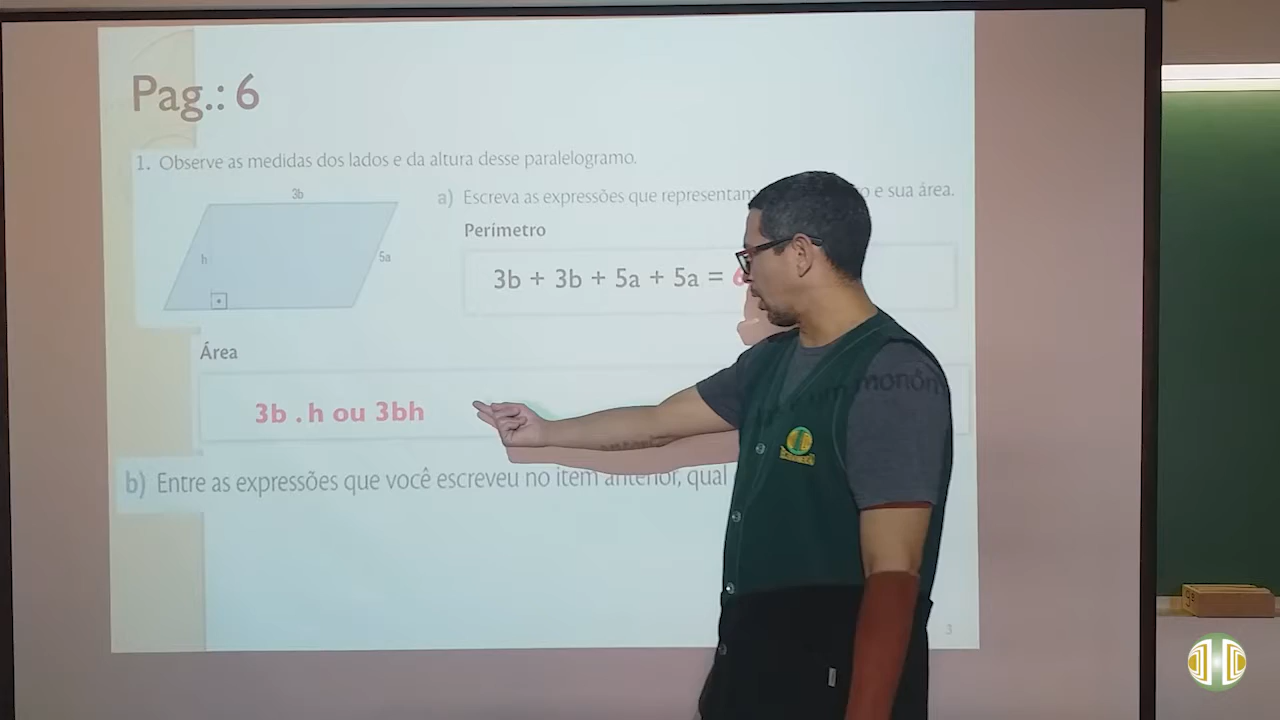 Pag.: 6
1. Observe as medidas dos lados e da altura desse paralelogramo.
3b
h
5a
a) Escreva as expressões que representam e sua área.
Perímetro
3b + 3b + 5a + 5a = 6
Área
3b . h ou 3bh
b) Entre as expressões que você escreveu no item anterior, qual
3